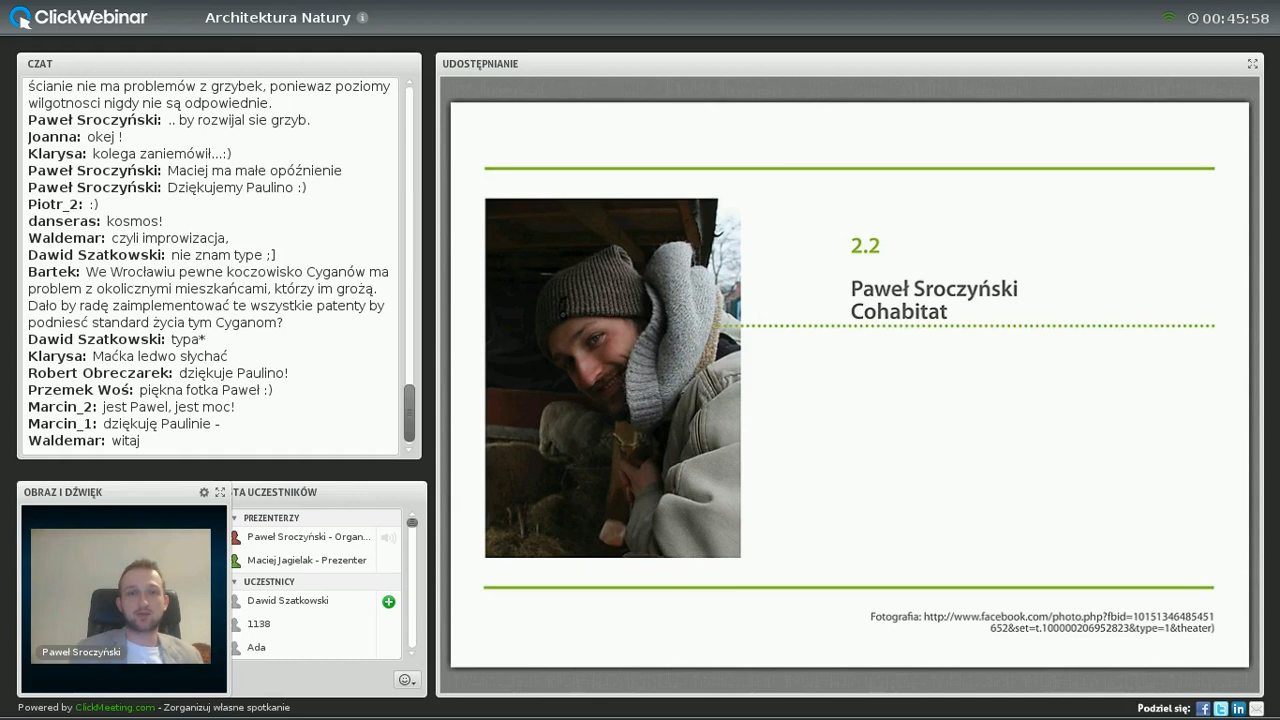 ClickWebinar
Architektura Natury
00:45:58
CZAT
ścianie nie ma problemów z grzybek, poniewaz poziomy
wilgotnosci nigdy nie są odpowiednie.
Paweł Sroczyński: .. by rozwijal sie grzyb.
Joanna: okej !
Klarysa: kolega zaniemówił...:)
Paweł Sroczyński: Maciej ma małe opóźnienie
Paweł Sroczyński: Dziękujemy Paulino :)
Piotr_2: :)
danseras: kosmos!
Waldemar: czyli improwizacja,
Dawid Szatkowski: nie znam type ;]
Bartek: We Wrocławiu pewne koczowisko Cyganów ma
problem z okolicznymi mieszkańcami, którzy im grożą.
Dało by radę zaimplementować te wszystkie patenty by
podnieść standard życia tym Cyganom?
Dawid Szatkowski: typa*
Klarysa: Maćka ledwo słychać
Robert Obreczarek: dziękuje Paulino!
Przemek Woś: piękna fotka Paweł :)
Marcin_2: jest Pawel, jest moc!
Marcin_1: dziękuję Paulinie -
Waldemar: witaj
OBRAZ I DŹWIĘK
Paweł Sroczyński
STA UCZESTNIKÓW
PREZENTERZY
Paweł Sroczyński - Organ...
Maciej Jagielak - Prezenter
UCZESTNICY
Dawid Szatkowski
1138
Ada
UDOSTĘPNIANIE
2.2
Paweł Sroczyński
Cohabitat
Fotografia: http://www.facebook.com/photo.php?fbid=10151346485451
652&set=t.100000206952823&type=1&theater)
Powered by ClickMeeting.com - Zorganizuj własne spotkanie
Podziel się: